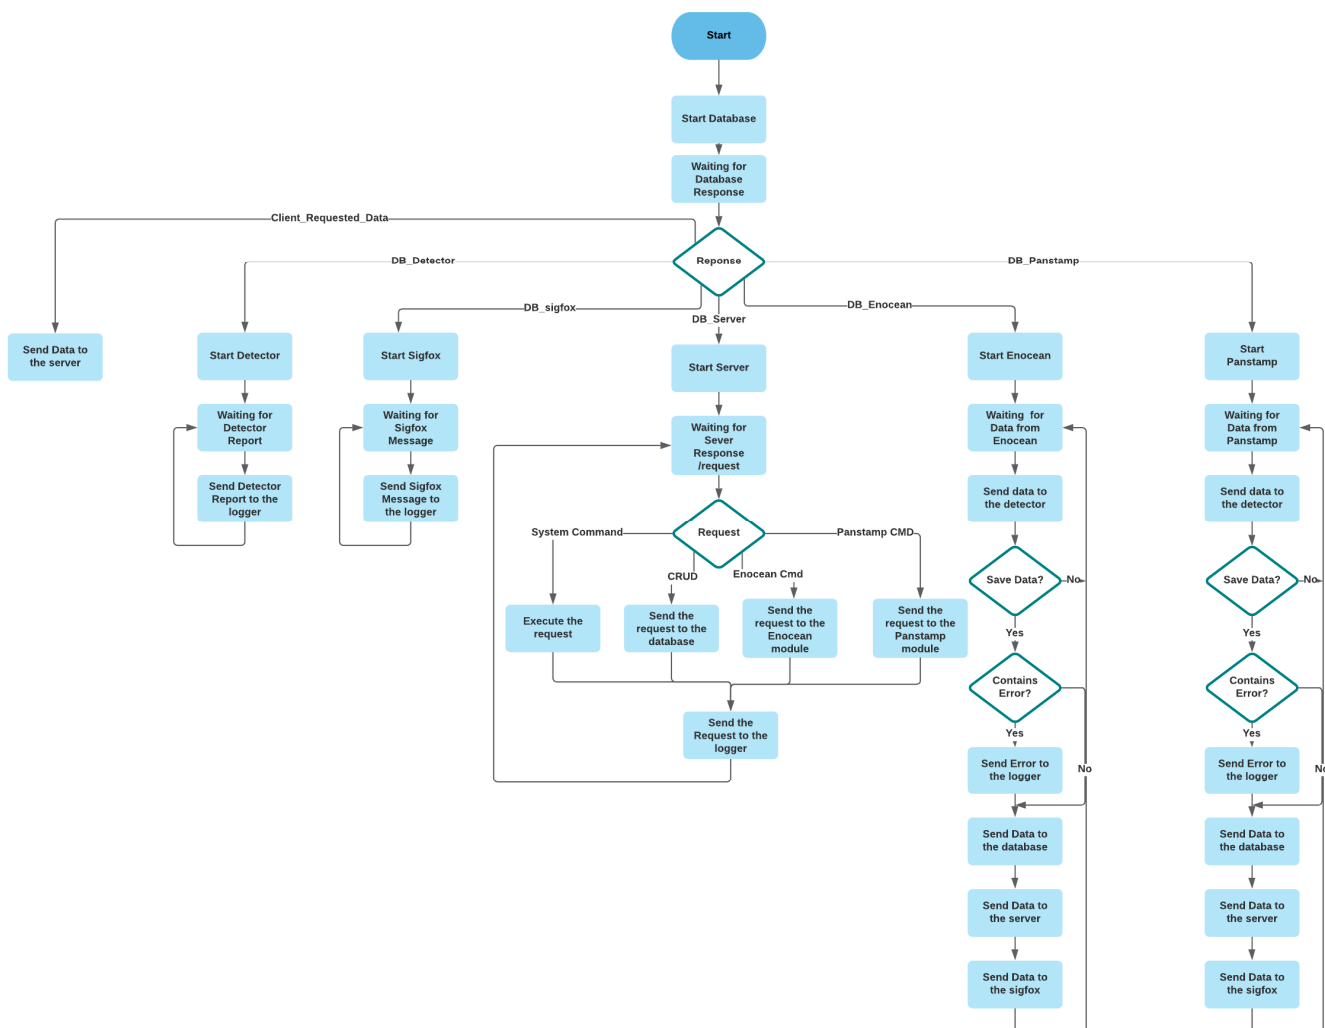 Start
Start Database
Waiting for
Database
Response
Client_Requested_Data
DB_Detector
Reponse
DB_Panstamp
DB_sigfox
DB_Server
DB_Enocean
Send Data to
the server
Start Detector
Start Sigfox
Start Server
Start Enocean
Start
Panstamp
Waiting for
Detector
Report
Waiting for
Sigfox
Message
Waiting for
Sever
Response
/request
Waiting  for
Data from
Enocean
Waiting for
Data from
Panstamp
Send Detector
Report to the
logger
Send Sigfox
Message to
the logger
Send data to
the detector
Send data to
the detector
System Command
Request
Panstamp CMD
CRUD
Enocean Cmd
Save Data?
No
Save Data?
No
Execute the
request
Send the
request to the
database
Send the
request to the
Enocean
module
Send the
request to the
Panstamp
module
Yes
Yes
Contains
Error?
Contains
Error?
Send the
Request to the
logger
Yes
Yes
Send Error to
the logger
No
Send Error to
the logger
No
Send Data to
the database
Send Data to
the database
Send Data to
the server
Send Data to
the server
Send Data to
the sigfox
Send Data to
the sigfox